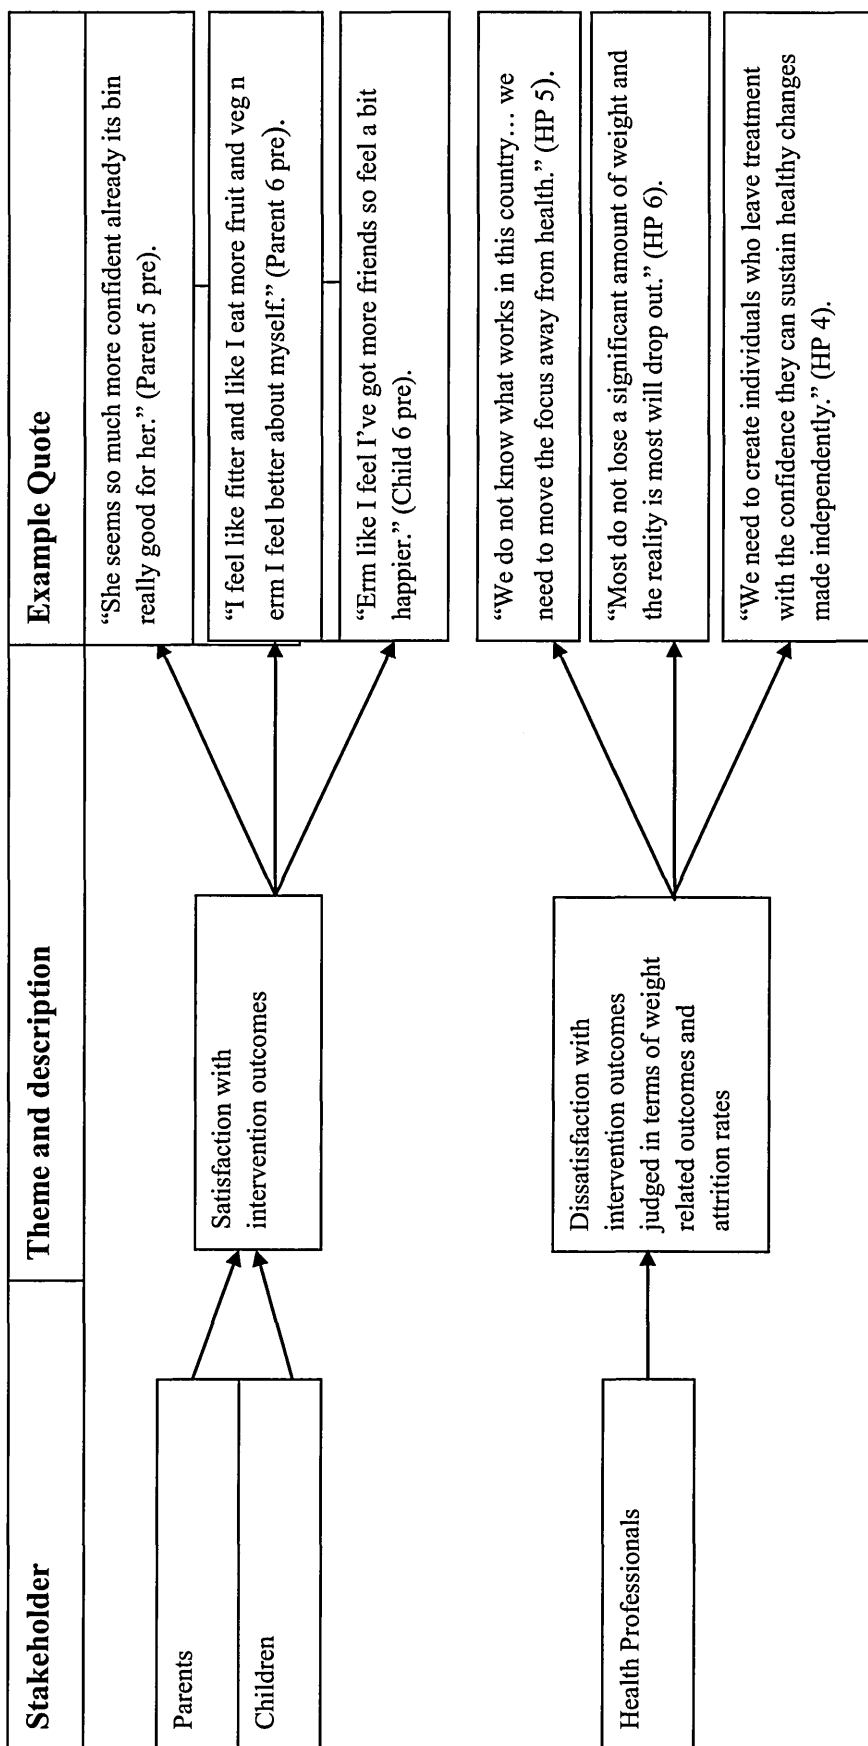 Stakeholder
Theme and description
Example Quote
Parents
Children
Satisfaction with
intervention outcomes
“She seems so much more confident already its bin
really good for her.” (Parent 5 pre).
“I feel like fitter and like I eat more fruit and veg n
erm I feel better about myself.” (Parent 6 pre).
“Erm like I feel I’ve got more friends so feel a bit
happier.” (Child 6 pre).
Health Professionals
Dissatisfaction with
intervention outcomes
judged in terms of weight
related outcomes and
attrition rates
“We do not know what works in this country… we
need to move the focus away from health.” (HP 5).
“Most do not lose a significant amount of weight and
the reality is most will drop out.” (HP 6).
“We need to create individuals who leave treatment
with the confidence they can sustain healthy changes
made independently.” (HP 4).